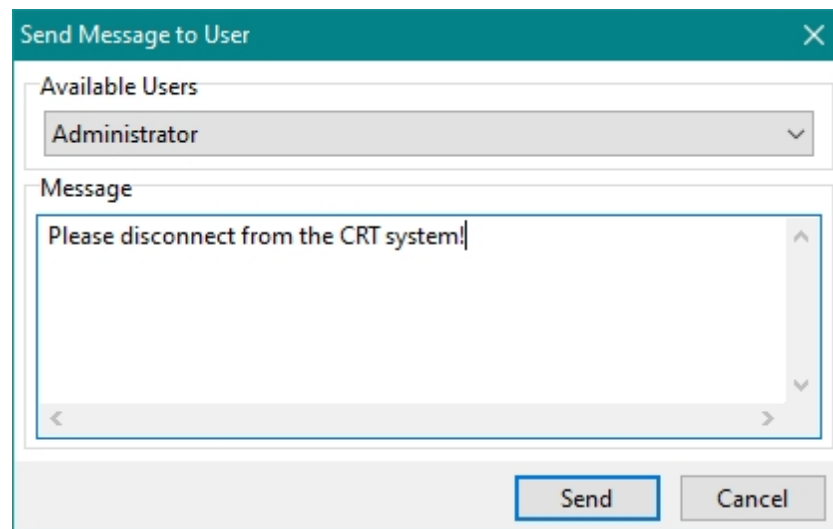 Send Message to User
Available Users
Administrator
Message
Please disconnect from the CRT system!
Send
Cancel